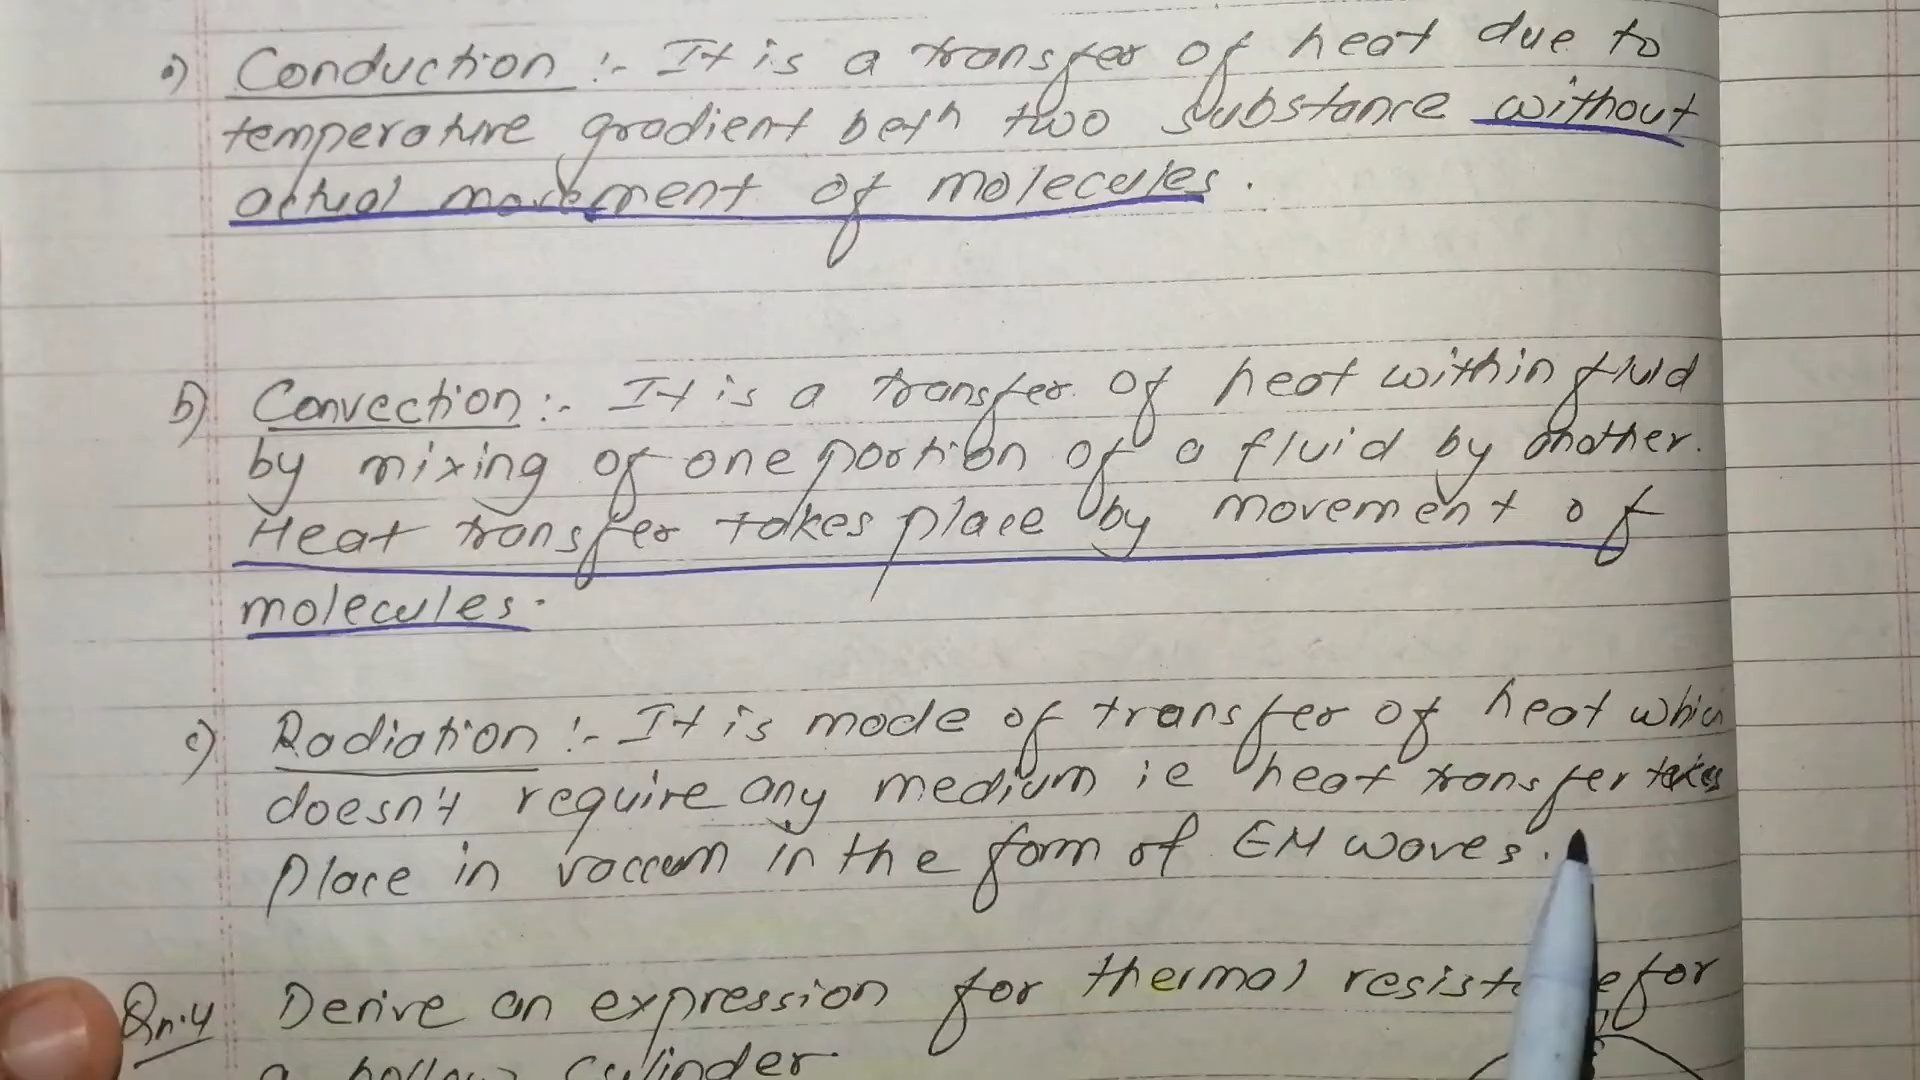 a) Conduction :- It is a transfer of heat due to
temperature gradient betn two substance without
actual movement of molecules.
b) Convection :- It is a transfer of heat within fluid
by mixing of one portion of a fluid by another.
Heat transfer takes place by movement of
molecules.
c) Radiation :- It is mode of transfer of heat which
doesn't require any medium ie heat transfer takes
place in vaccum in the form of EM waves.
Qn.4 Derive an expression for thermal for
a hollow cylinder